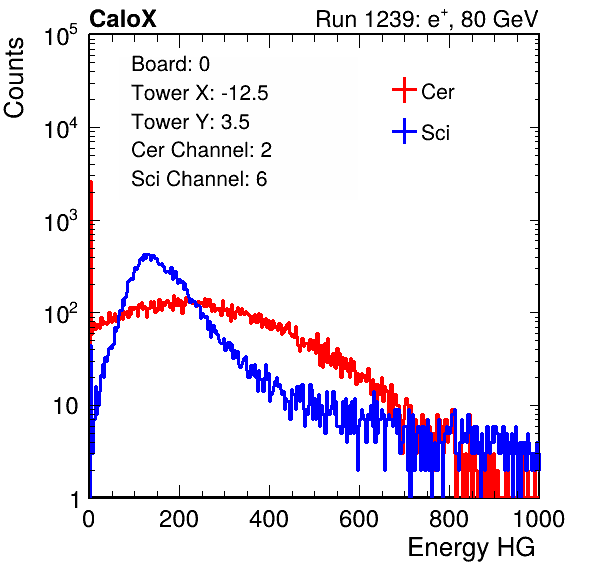 CaloX Run 1239: e⁺, 80 GeV
Counts
Board: 0
Tower X: -12.5
Tower Y: 3.5
Cer Channel: 2
Sci Channel: 6
Cer
Sci
10⁵
10⁴
10³
10²
10
1
0 200 400 600 800 1000
Energy HG